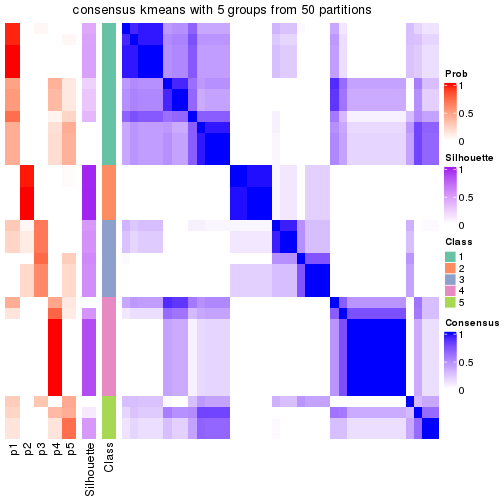 consensus kmeans with 5 groups from 50 partitions
Prob
1
0.5
0
Silhouette
1
0.5
0
Class
1
2
3
4
5
Consensus
1
0.5
0
p1
p2
p3
p4
p5
Silhouette
Class